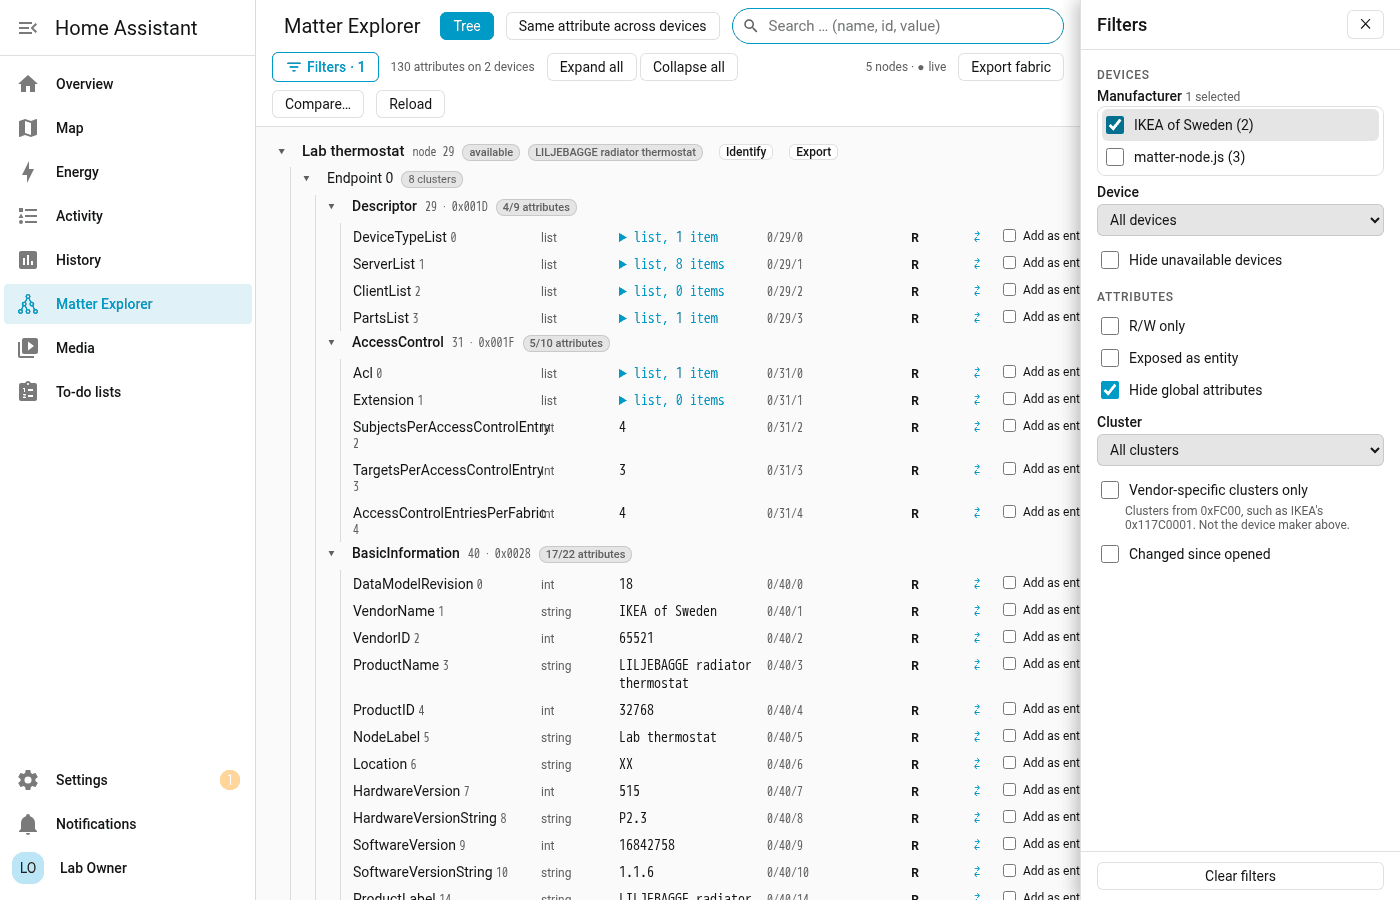 Home Assistant
Overview
Map
Energy
Activity
History
Matter Explorer
Media
To-do lists
Settings 1
Notifications
LO Lab Owner
Matter Explorer Tree Same attribute across devices Search ... (name, id, value)
Filters · 1 130 attributes on 2 devices Expand all Collapse all 5 nodes · ● live Export fabric
Compare... Reload
Lab thermostat node 29 available LILJEBAGGE radiator thermostat Identify Export
Endpoint 0 8 clusters
Descriptor 29 · 0x001D 4/9 attributes
DeviceTypeList 0 list ▶ list, 1 item 0/29/0 R Add as ent
ServerList 1 list ▶ list, 8 items 0/29/1 R Add as ent
ClientList 2 list ▶ list, 0 items 0/29/2 R Add as ent
PartsList 3 list ▶ list, 1 item 0/29/3 R Add as ent
AccessControl 31 · 0x001F 5/10 attributes
Acl 0 list ▶ list, 1 item 0/31/0 R Add as ent
Extension 1 list ▶ list, 0 items 0/31/1 R Add as ent
SubjectsPerAccessControlEntry int 4 0/31/2 R Add as ent
2
TargetsPerAccessControlEntry int 3 0/31/3 R Add as ent
3
AccessControlEntriesPerFabric int 4 0/31/4 R Add as ent
4
BasicInformation 40 · 0x0028 17/22 attributes
DataModelRevision 0 int 18 0/40/0 R Add as ent
VendorName 1 string IKEA of Sweden 0/40/1 R Add as ent
VendorID 2 int 65521 0/40/2 R Add as ent
ProductName 3 string LILJEBAGGE radiator 0/40/3 R Add as ent
thermostat
ProductID 4 int 32768 0/40/4 R Add as ent
NodeLabel 5 string Lab thermostat 0/40/5 R Add as ent
Location 6 string XX 0/40/6 R Add as ent
HardwareVersion 7 int 515 0/40/7 R Add as ent
HardwareVersionString 8 string P2.3 0/40/8 R Add as ent
SoftwareVersion 9 int 16842758 0/40/9 R Add as ent
SoftwareVersionString 10 string 1.1.6 0/40/10 R Add as ent
ProductLabel 14 string LILJEBAGGE radiator 0/40/14 R Add as ent
Filters
DEVICES
Manufacturer 1 selected
IKEA of Sweden (2)
matter-node.js (3)
Device
All devices
Hide unavailable devices
ATTRIBUTES
R/W only
Exposed as entity
Hide global attributes
Cluster
All clusters
Vendor-specific clusters only
Clusters from 0xFC00, such as IKEA's
0x117C0001. Not the device maker above.
Changed since opened
Clear filters